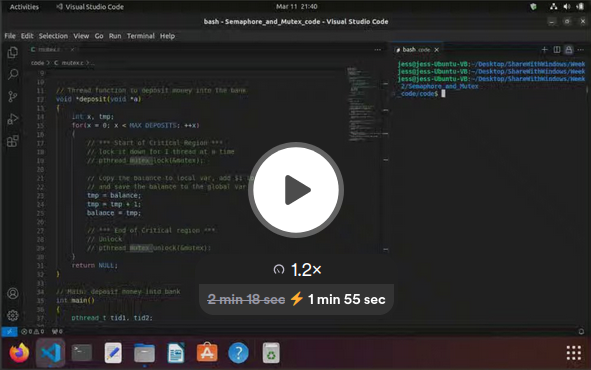 Activities
Visual Studio Code
Mar 11 21:40
bash - Semaphore_and_Mutex_code - Visual Studio Code
File Edit Selection View Go Run Terminal Help
mutex.c
bash code
code > mutex.c > ...
jess@jess-Ubuntu-VB:~/Desktop/ShareWithWindows/Week
jess@jess-Ubuntu-VB:~/Desktop/ShareWithWindows/Week
jess@jess-Ubuntu-VB:~/Desktop/ShareWithWindows/Week
2/Semaphore_and_Mutex
_code/code$
9
10
11 // Thread function to deposit money into the bank
12 void *deposit(void *a)
13 {
14 int x, tmp;
15 for(x = 0; x < MAX_DEPOSITS; ++x)
16 {
17 // *** Start of Critical Region ***
18 // lock it down for 1 thread at a time
19 // pthread_mutex_lock(&mutex);
20
21 // Copy the balance to local var, add $1
22 // and save the balance to the global var
23 tmp = balance;
24 tmp = tmp + 1;
25 balance = tmp;
26
27 // *** End of Critical region ***
28 // Unlock
29 // pthread_mutex_unlock(&mutex);
30 }
31 return NULL;
32 }
33
34 // Main: deposit money into bank
35 int main()
36 {
37 pthread_t tid1, tid2;
1.2×
2 min 18 sec ⚡ 1 min 55 sec
0 0 0